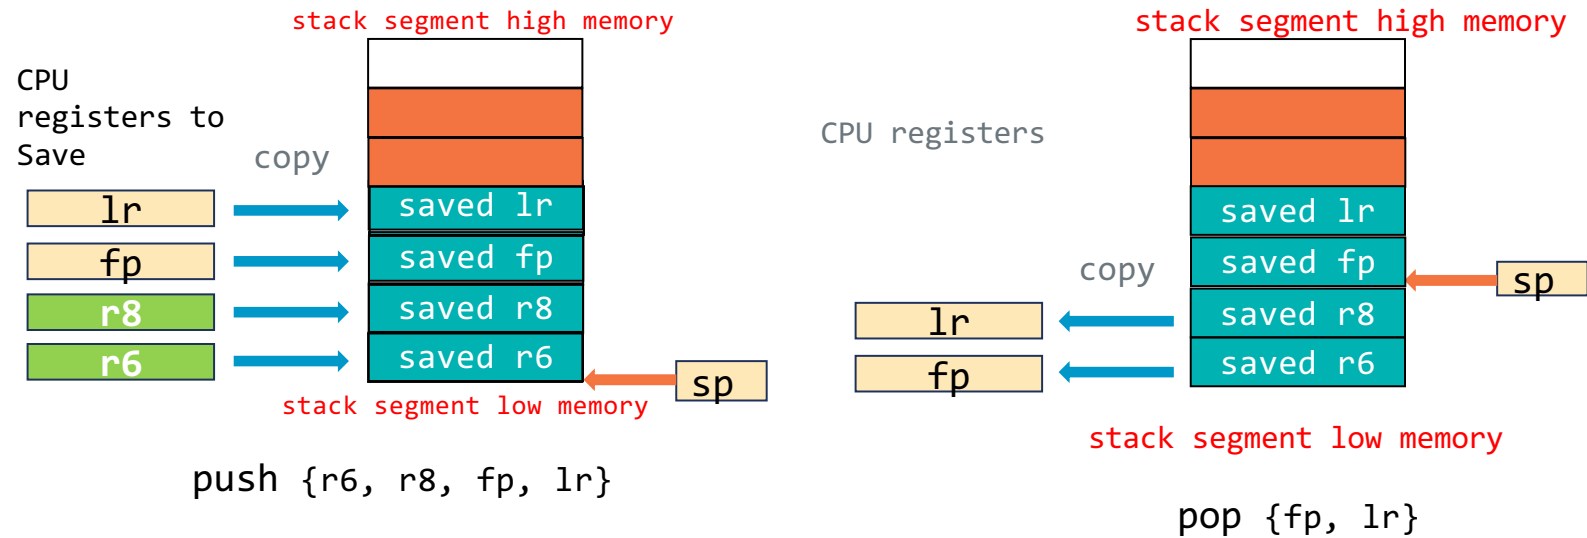 stack segment high memory
CPU
registers to
Save
copy
lr
fp
r8
r6
saved lr
saved fp
saved r8
saved r6
sp
stack segment low memory
push {r6, r8, fp, lr}
stack segment high memory
CPU registers
copy
lr
fp
saved lr
saved fp
saved r8
saved r6
sp
stack segment low memory
pop {fp, lr}